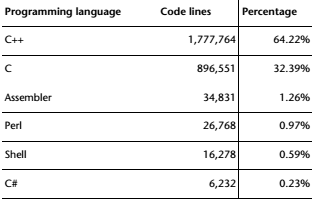 Programming language Code lines Percentage
C++ 1,777,764 64.22%
C 896,551 32.39%
Assembler 34,831 1.26%
Perl 26,768 0.97%
Shell 16,278 0.59%
C# 6,232 0.23%